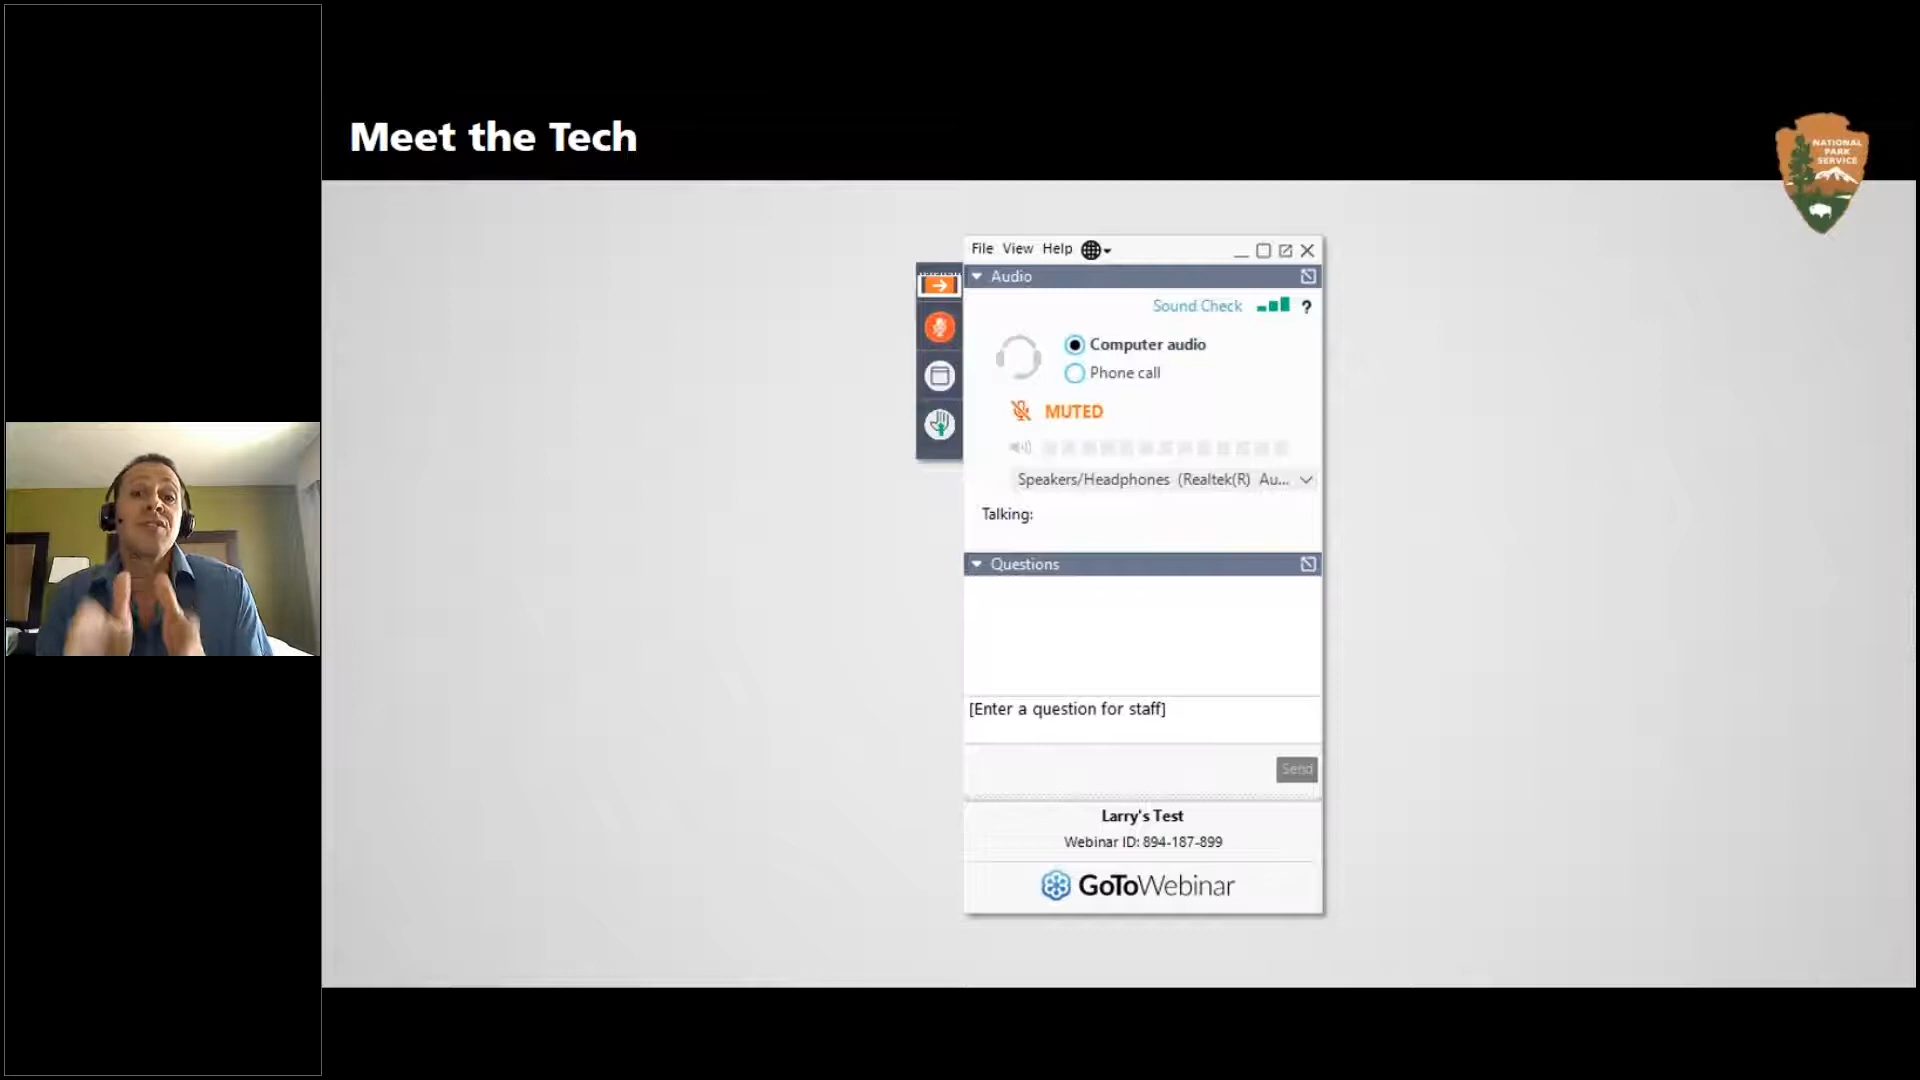 Meet the Tech
NATIONAL
PARK
SERVICE
File View Help
Audio
Sound Check
?
Computer audio
Phone call
MUTED
Speakers/Headphones (Realtek(R) Au...
Talking:
Questions
[Enter a question for staff]
Send
Larry's Test
Webinar ID: 894-187-899
GoToWebinar